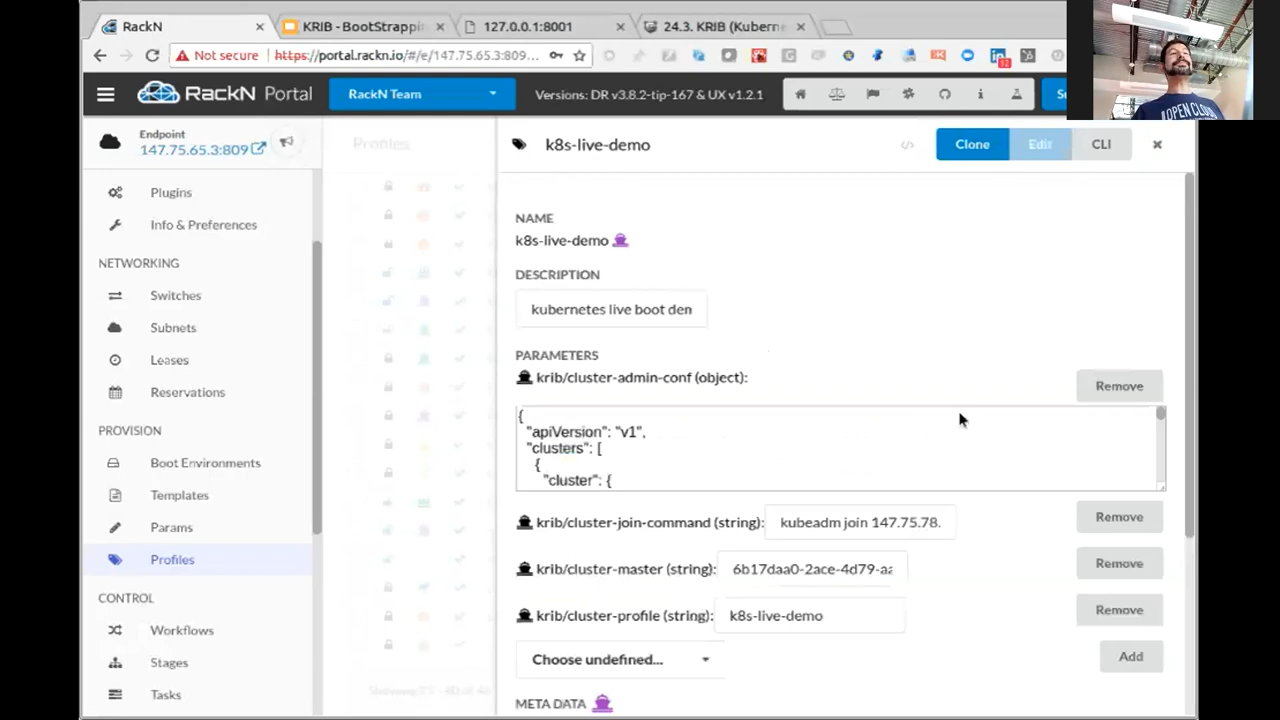 RackN
KRIB - BootStrappin
127.0.0.1:8001
24.3. KRIB (Kuberne
Not secure
https://portal.rackn.io/#/e/147.75.65.3:809...
12
RackN Portal
RackN Team
Versions: DR v3.8.2-tip-167 & UX v1.2.1
OPEN CLOUD
Endpoint
147.75.65.3:809
Plugins
Info & Preferences
NETWORKING
Switches
Subnets
Leases
Reservations
PROVISION
Boot Environments
Templates
Params
Profiles
CONTROL
Workflows
Stages
Tasks
Profiles
k8s-live-demo
Clone
Edit
CLI
NAME
k8s-live-demo
DESCRIPTION
kubernetes live boot den
PARAMETERS
krib/cluster-admin-conf (object):
Remove
{
"apiVersion": "v1",
"clusters": [
{
"cluster": {
krib/cluster-join-command (string):
kubeadm join 147.75.78.
Remove
krib/cluster-master (string):
6b17daa0-2ace-4d79-aa
Remove
krib/cluster-profile (string):
k8s-live-demo
Remove
Choose undefined...
Add
META DATA